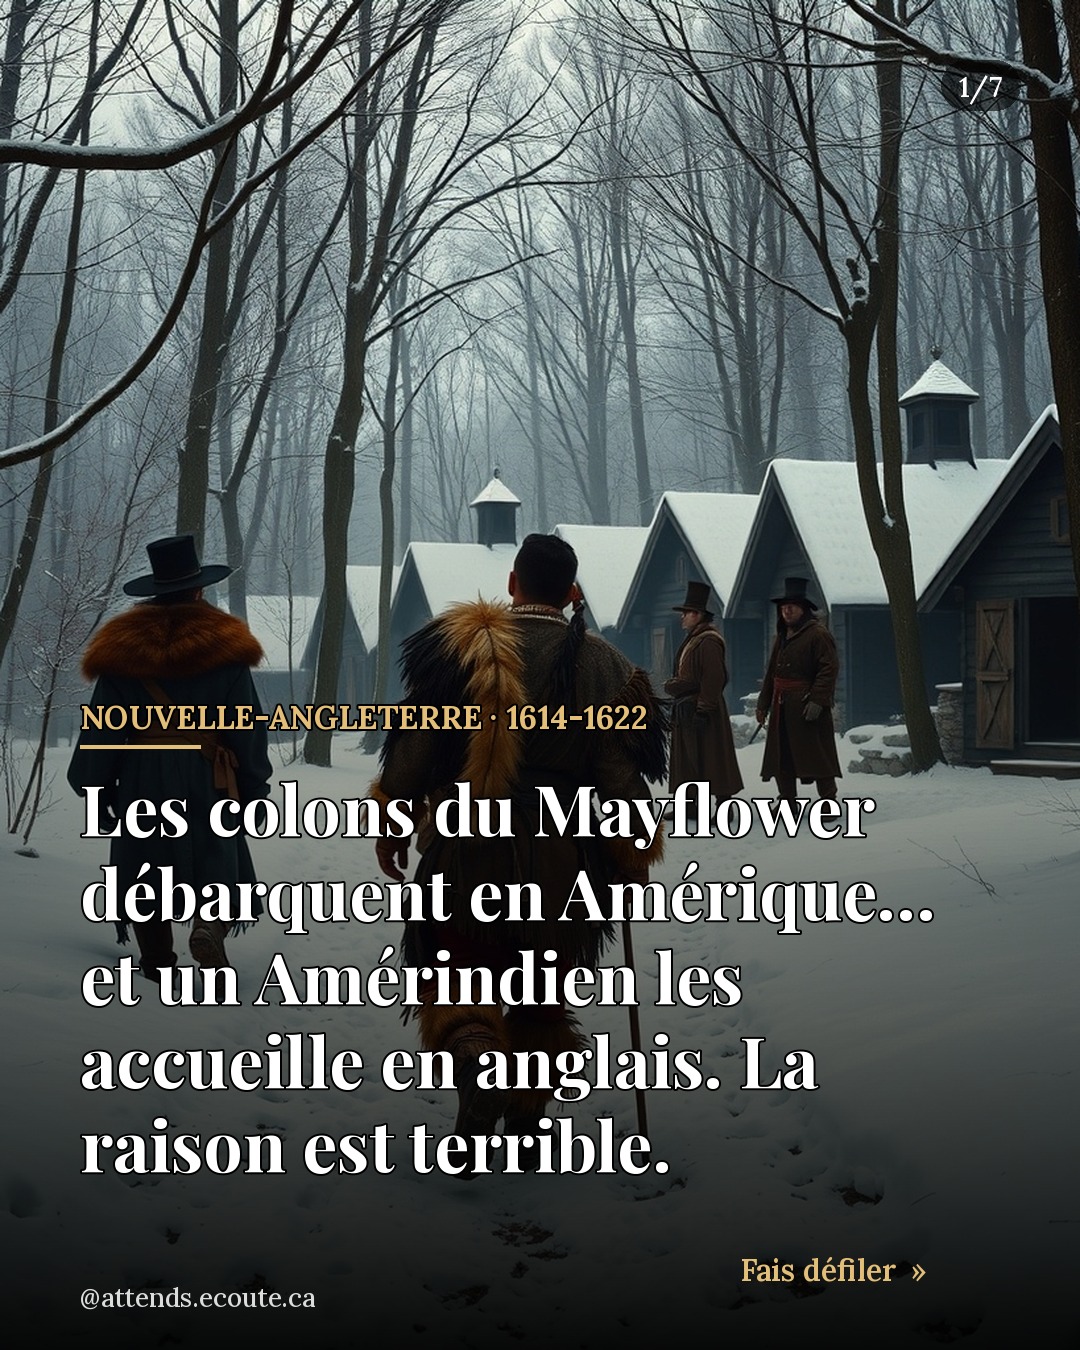 1/7
NOUVELLE-ANGLETERRE · 1614-1622
Les colons du Mayflower
débarquent en Amérique...
et un Amérindien les
accueille en anglais. La
raison est terrible.
Fais défiler »
@attends.ecoute.ca